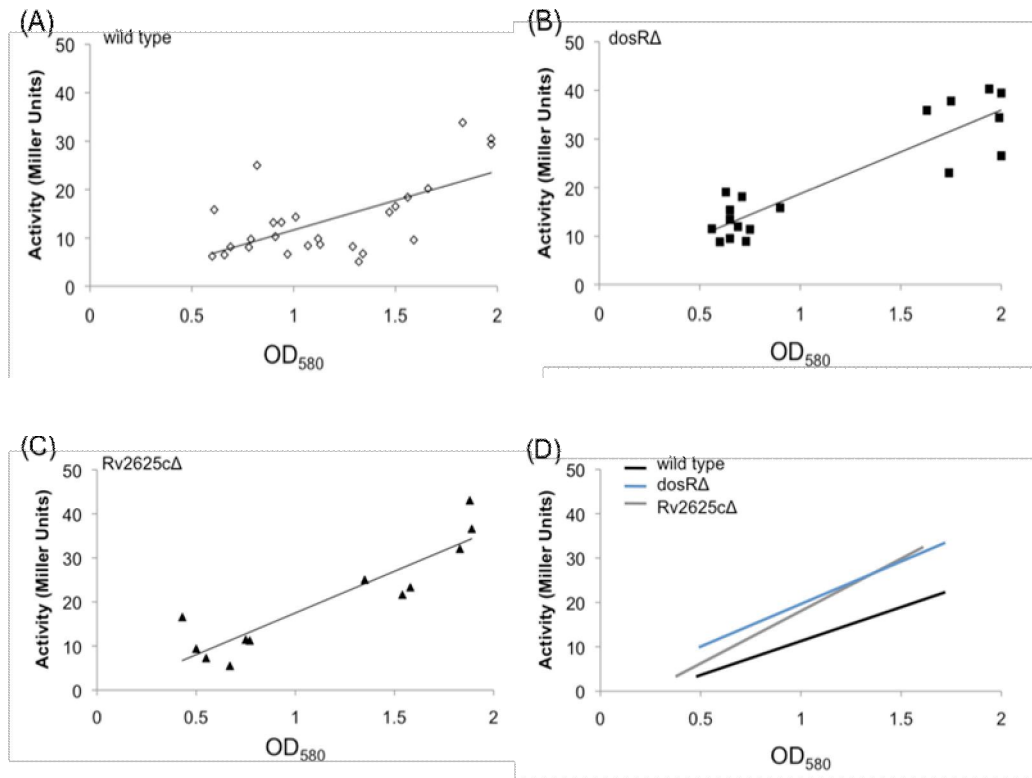 (A)
wild type
50
40
30
20
10
0
Activity (Miller Units)
0 0.5 1 1.5 2
OD580
(B)
dosRΔ
50
40
30
20
10
0
Activity (Miller Units)
0 0.5 1 1.5 2
OD580
(C)
Rv2625cΔ
50
40
30
20
10
0
Activity (Miller Units)
0 0.5 1 1.5 2
OD580
(D)
wild type
dosRΔ
Rv2625cΔ
50
40
30
20
10
0
Activity (Miller Units)
0 0.5 1 1.5 2
OD580